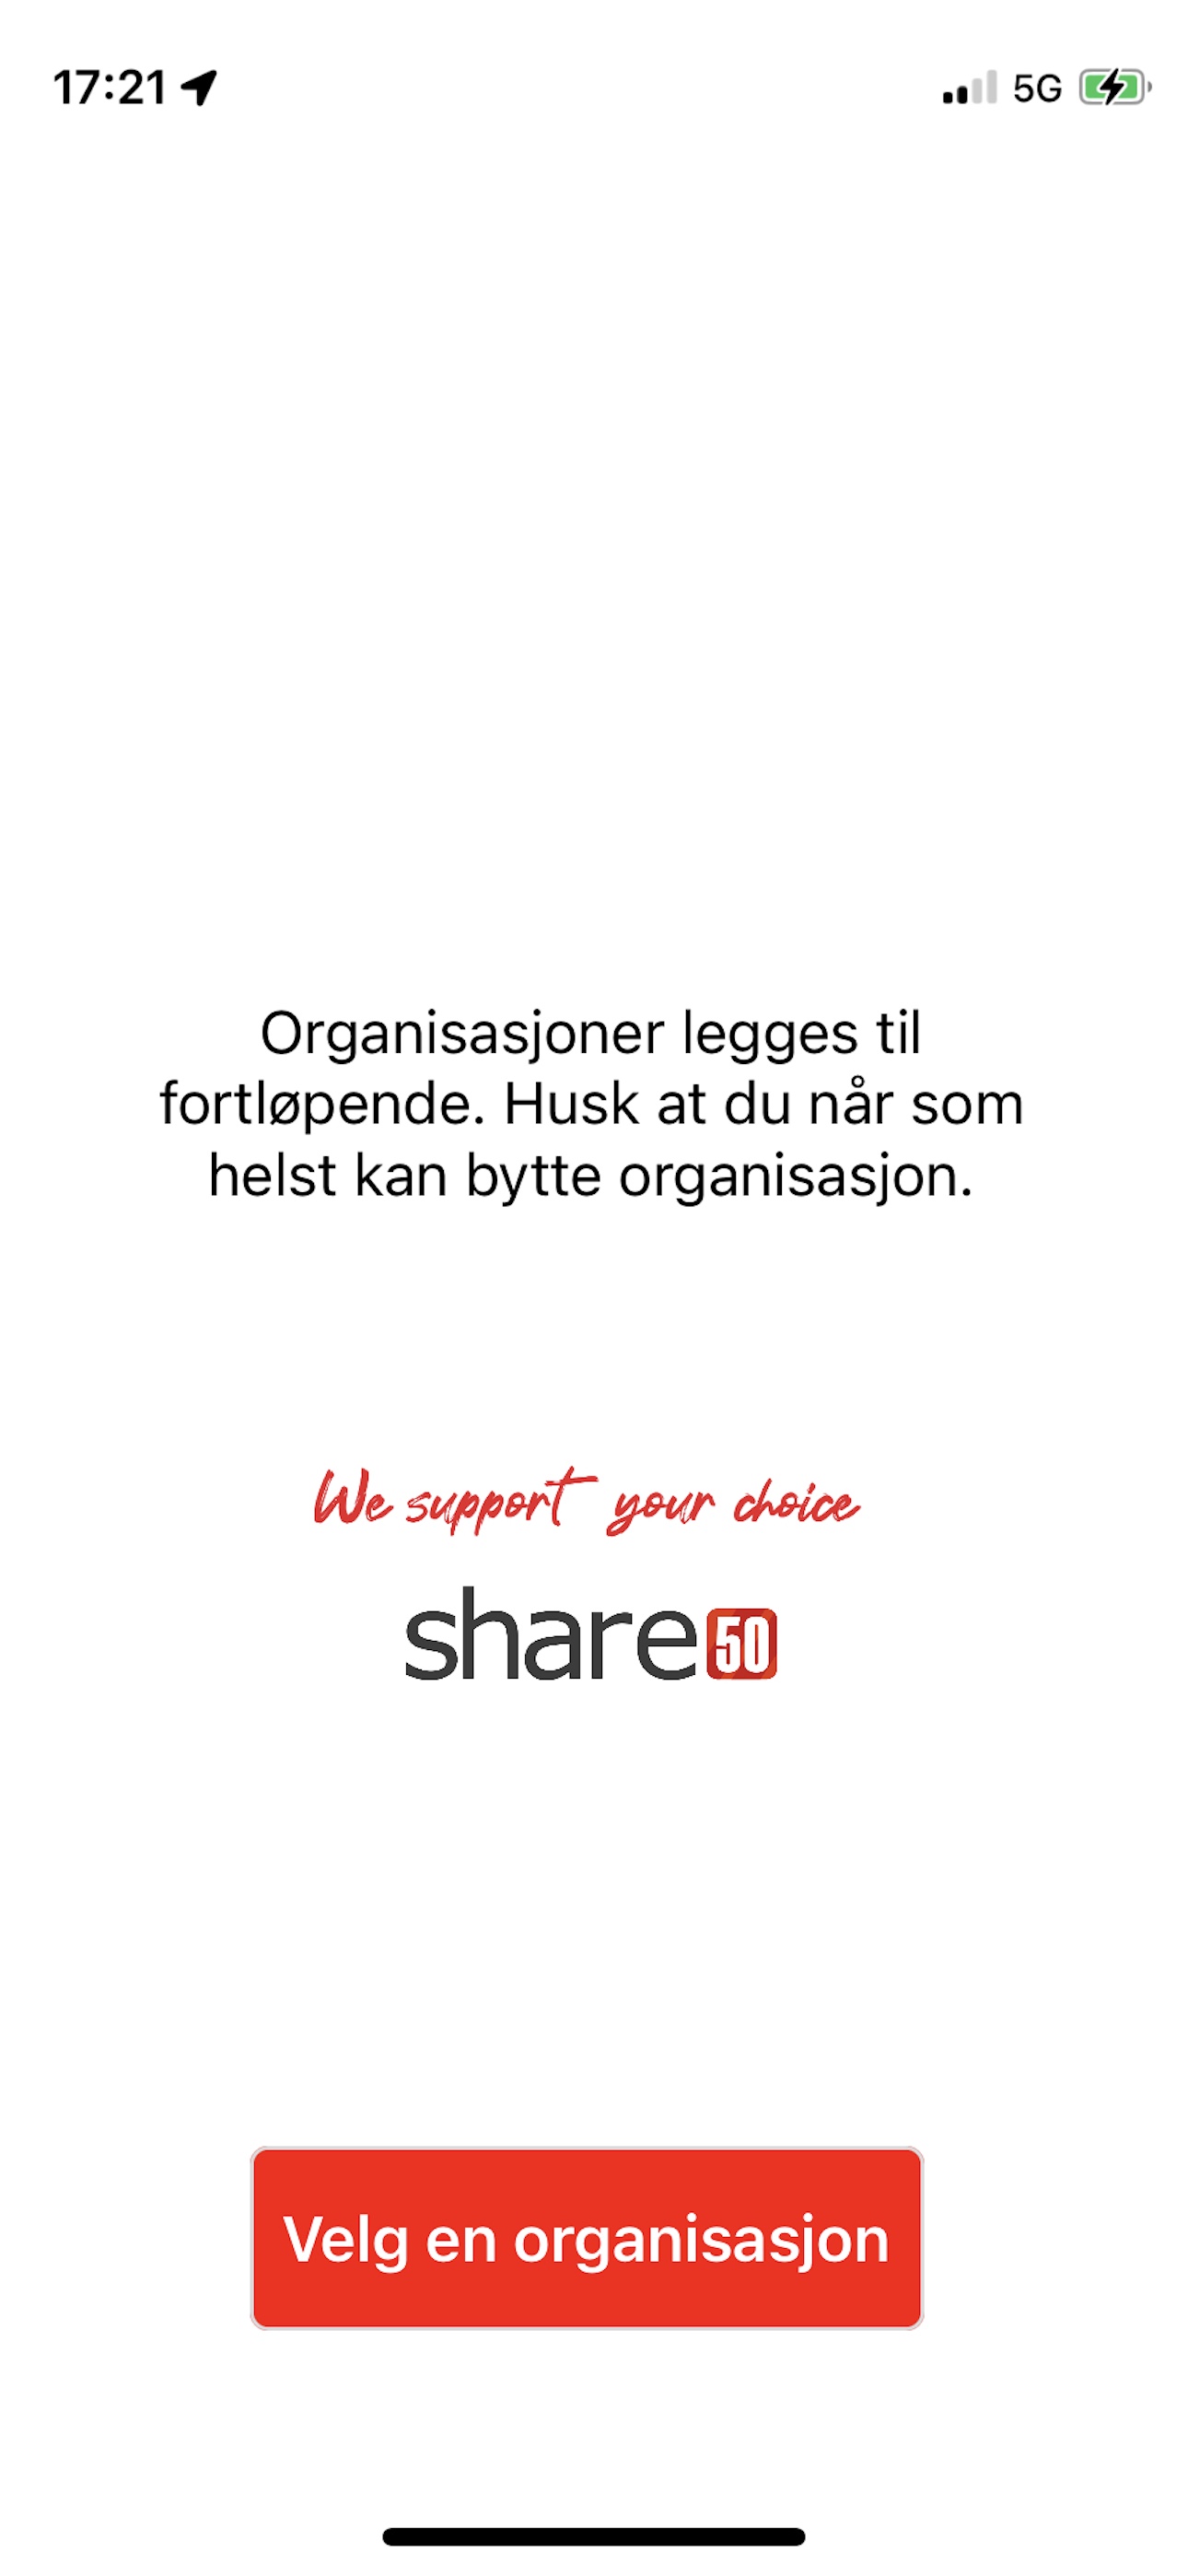 17:21
5G
Organisasjoner legges til
fortløpende. Husk at du når som
helst kan bytte organisasjon.
We support your choice
share50
Velg en organisasjon